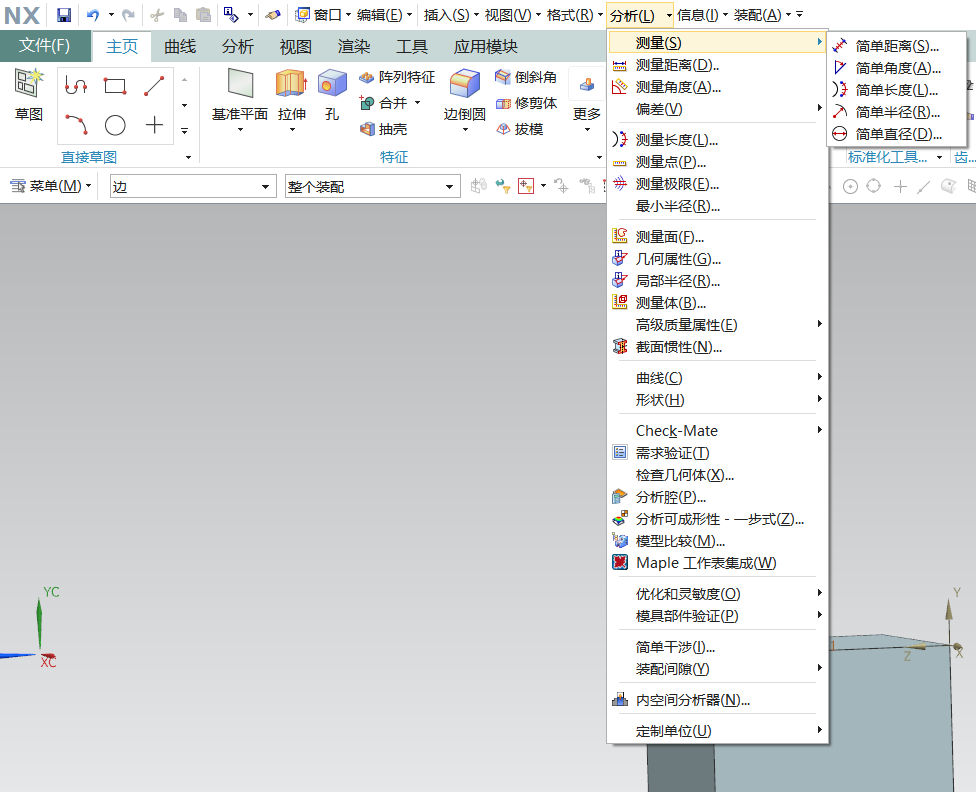 NX 窗口 编辑(E) 插入(S) 视图(V) 格式(R) 分析(L) 信息(I) 装配(A)
文件(F) 主页 曲线 分析 视图 渲染 工具 应用模块
草图
直接草图
基准平面 拉伸 孔
阵列特征
合并
抽壳
边倒圆
倒斜角
修剪体
拔模
更多
特征
标准化工具... 齿...
菜单(M) 边 整个装配
测量(S)
测量距离(D)...
测量角度(A)...
偏差(V)
测量长度(L)...
测量点(P)...
测量极限(E)...
最小半径(R)...
测量面(F)...
几何属性(G)...
局部半径(R)...
测量体(B)...
高级质量属性(E)
截面惯性(N)...
曲线(C)
形状(H)
Check-Mate
需求验证(T)
检查几何体(X)...
分析腔(P)...
分析可成形性 - 一步式(Z)...
模型比较(M)...
Maple 工作表集成(W)
优化和灵敏度(O)
模具部件验证(P)
简单干涉(I)...
装配间隙(Y)
内空间分析器(N)...
定制单位(U)
简单距离(S)...
简单角度(A)...
简单长度(L)...
简单半径(R)...
简单直径(D)...
YC
XC
Y
Z
X